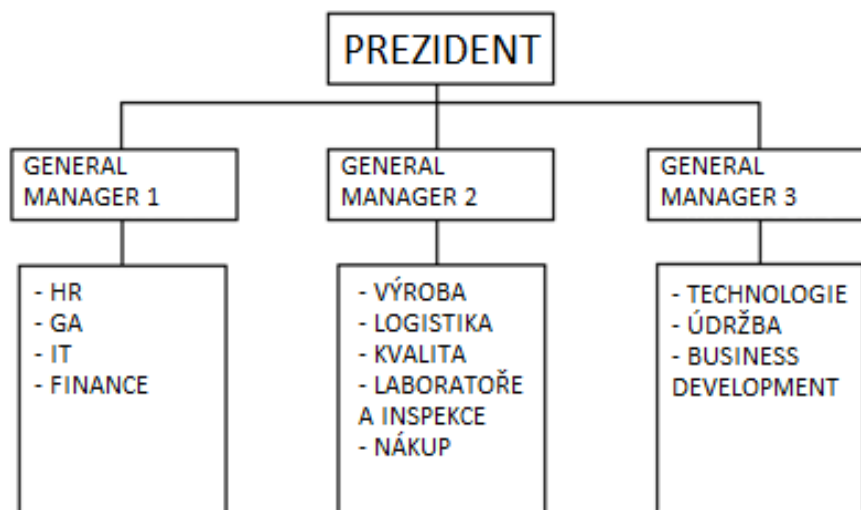 PREZIDENT
GENERAL
MANAGER 1
GENERAL
MANAGER 2
GENERAL
MANAGER 3
- HR
- GA
- IT
- FINANCE
- VÝROBA
- LOGISTIKA
- KVALITA
- LABORATOŘE
A INSPEKCE
- NÁKUP
- TECHNOLOGIE
- ÚDRŽBA
- BUSINESS
DEVELOPMENT